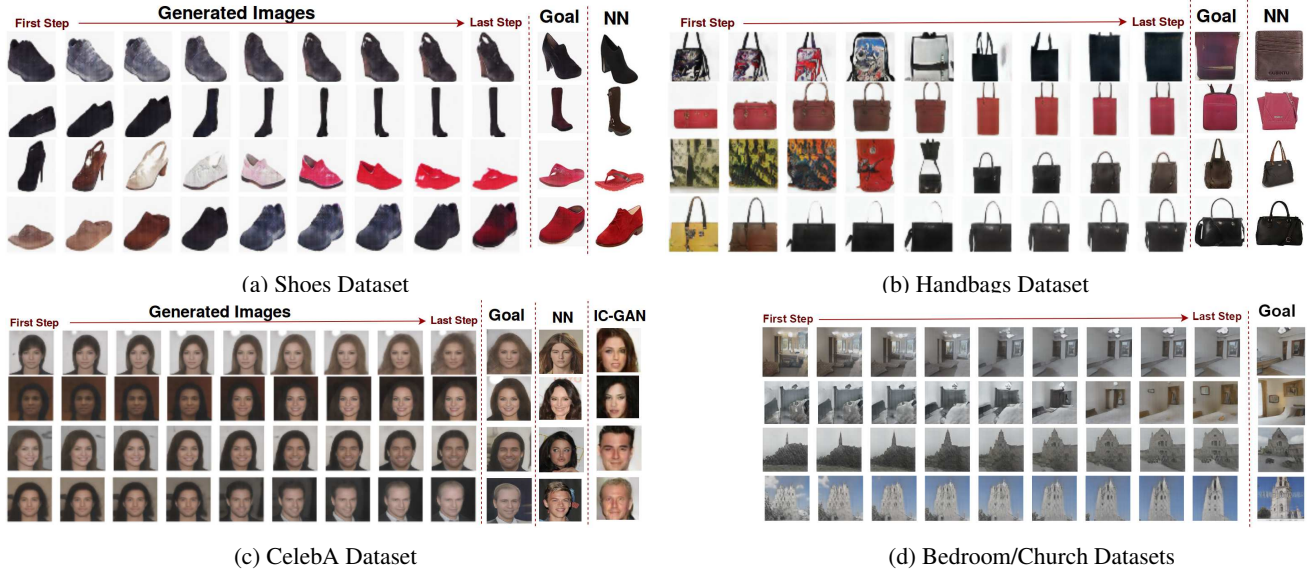 Generated Images
First Step
Last Step
Goal
NN
(a) Shoes Dataset
First Step
Last Step
Goal
NN
(b) Handbags Dataset
Generated Images
First Step
Last Step
Goal
NN
IC-GAN
(c) CelebA Dataset
First Step
Last Step
Goal
(d) Bedroom/Church Datasets